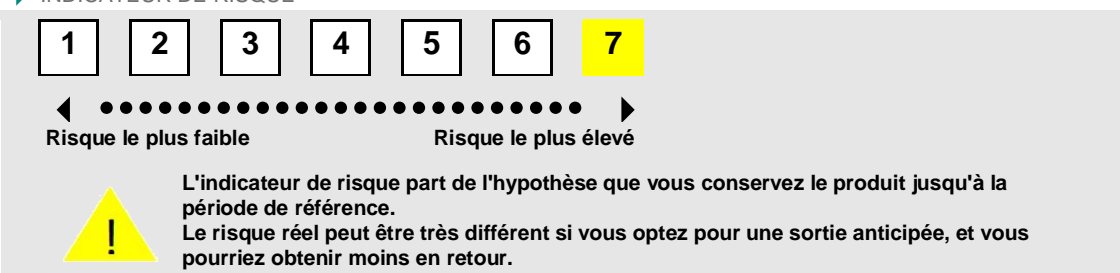 INDICATEUR DE RISQUE
1 2 3 4 5 6 7
Risque le plus faible Risque le plus élevé
L'indicateur de risque part de l'hypothèse que vous conservez le produit jusqu'à la
période de référence.
! Le risque réel peut être très différent si vous optez pour une sortie anticipée, et vous
pourriez obtenir moins en retour.